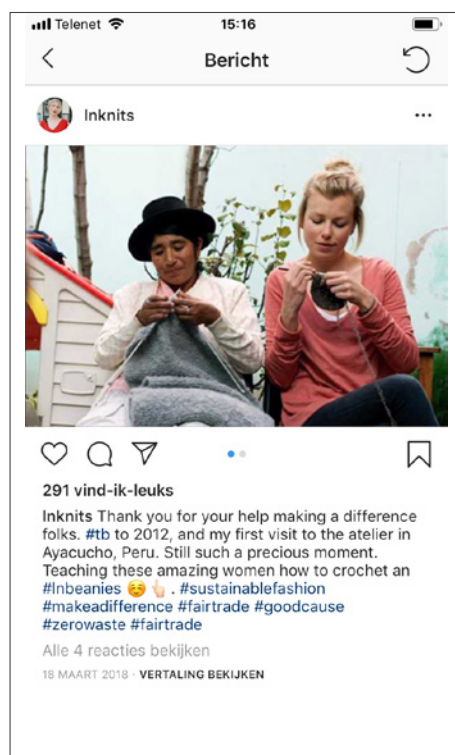 Telenet 15:16
Bericht
Inknits
291 vind-ik-leuks
Inknits Thank you for your help making a difference
folks. #tb to 2012, and my first visit to the atelier in
Ayacucho, Peru. Still such a precious moment.
Teaching these amazing women how to crochet an
#Inbeanies ☺️👆 . #sustainablefashion
#makeadifference #fairtrade #goodcause
#zerowaste #fairtrade
Alle 4 reacties bekijken
18 MAART 2018 · VERTALING BEKIJKEN